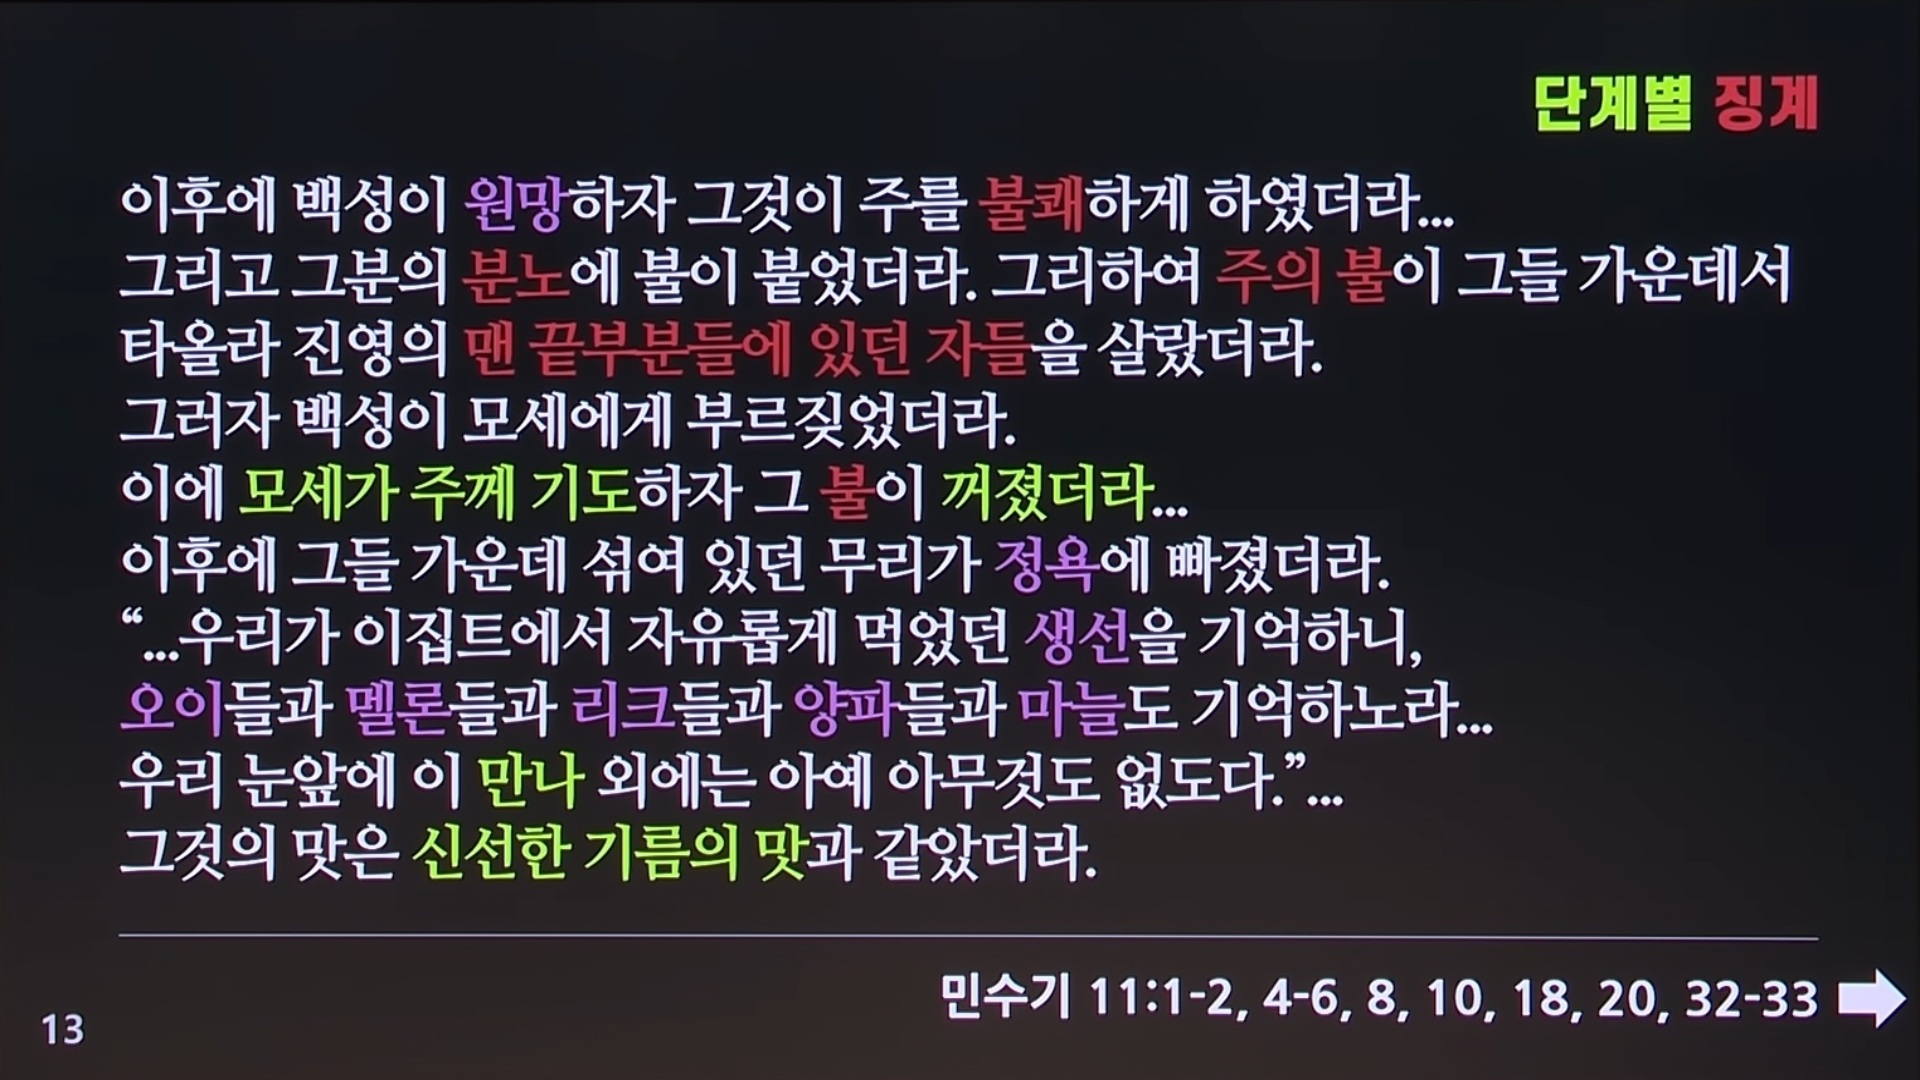 단계별 징계
이후에 백성이 원망하자 그것이 주를 불쾌하게 하였더라...
그리고 그분의 분노에 불이 붙었더라. 그리하여 주의 불이 그들 가운데서
타올라 진영의 맨 끝부분들에 있던 자들을 살랐더라.
그러자 백성이 모세에게 부르짖었더라.
이에 모세가 주께 기도하자 그 불이 꺼졌더라...
이후에 그들 가운데 섞여 있던 무리가 정욕에 빠졌더라.
“...우리가 이집트에서 자유롭게 먹었던 생선을 기억하니,
오이들과 멜론들과 리크들과 양파들과 마늘도 기억하노라...
우리 눈앞에 이 만나 외에는 아예 아무것도 없도다.”...
그것의 맛은 신선한 기름의 맛과 같았더라.
민수기 11:1-2, 4-6, 8, 10, 18, 20, 32-33
13